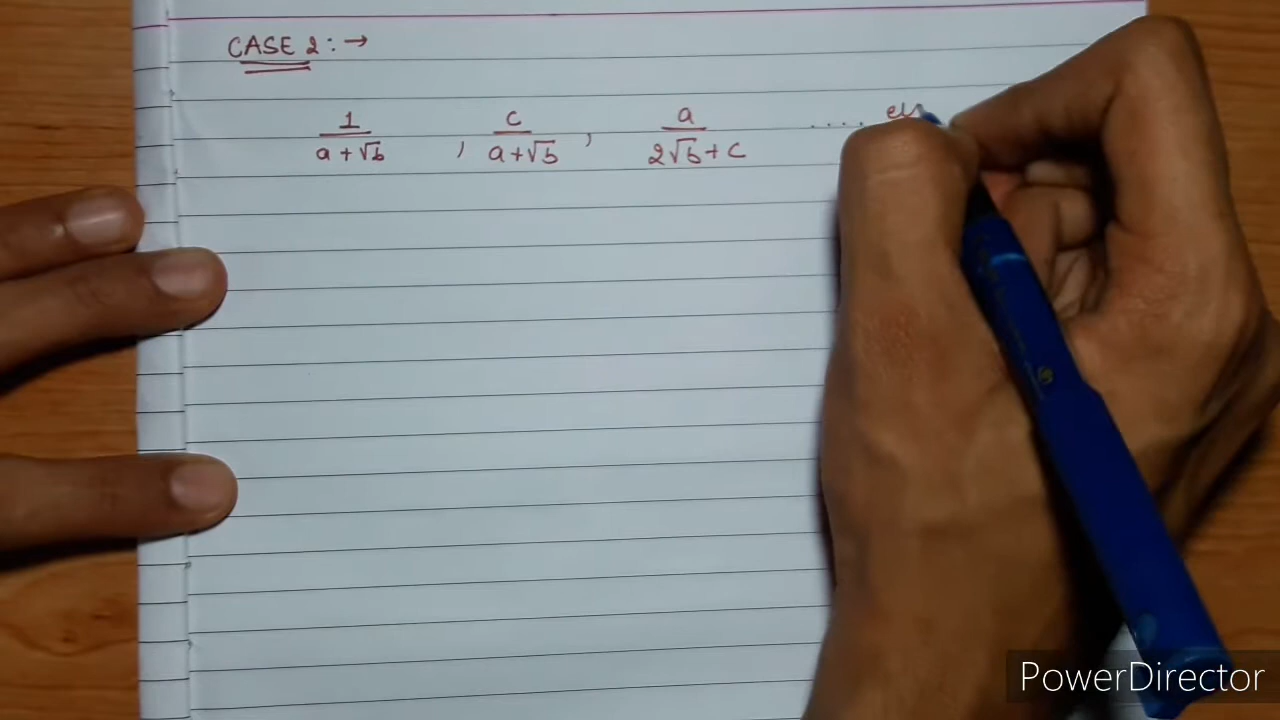 CASE 2 : →
1/(a + √b) , c/(a+√b) , a/(2√b + c) ....
PowerDirector